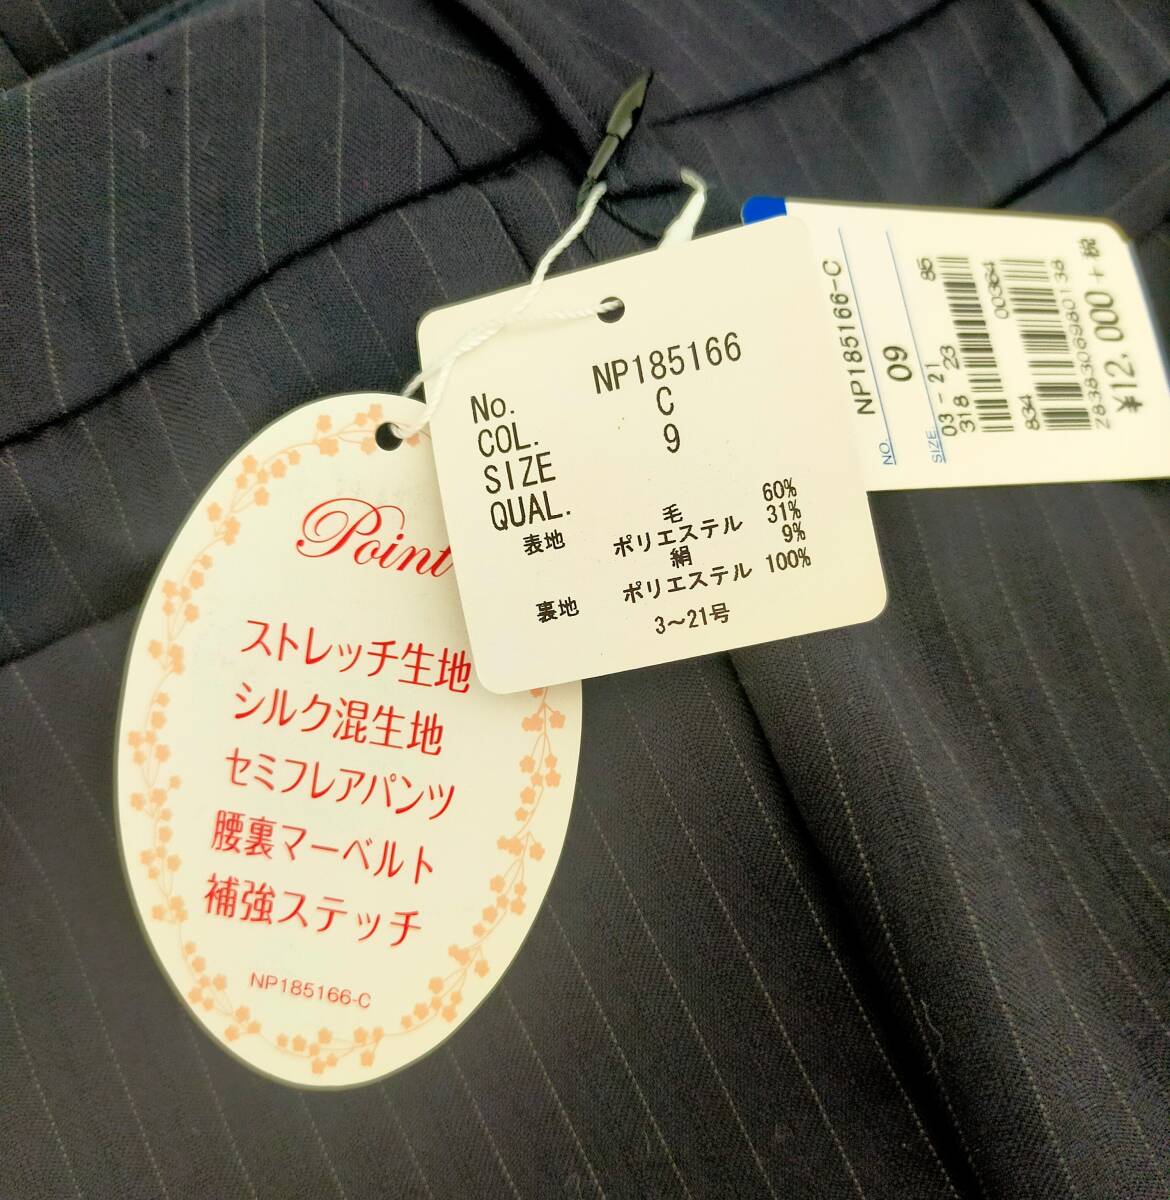 Point
ストレッチ生地
シルク混生地
セミフレアパンツ
腰裏マーベルト
補強ステッチ
NP185166-C
No. NP185166
COL. C
SIZE 9
QUAL.
表地 毛 60%
ポリエステル 31%
絹 9%
裏地 ポリエステル 100%
3〜21号
NP185166-C
NO. 09
SIZE.
03-21 85
318 23
00364
834
2838306980138
¥12,000+税